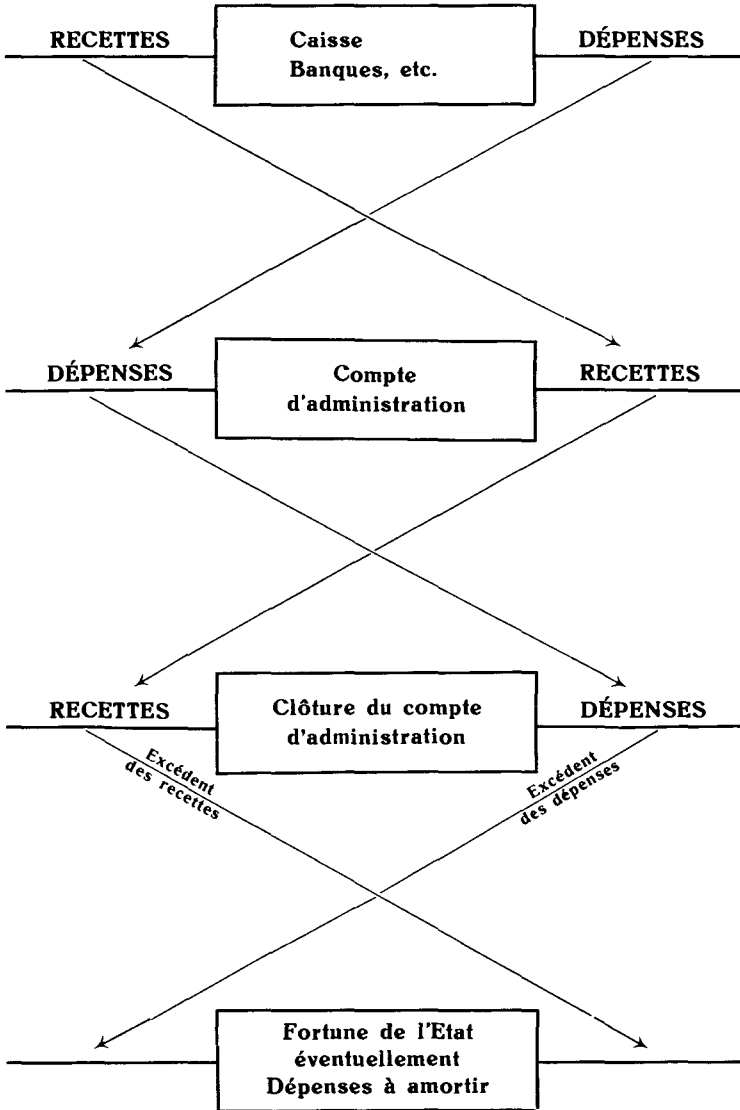 RECETTES
Caisse
Banques, etc.
DÉPENSES
DÉPENSES
Compte
d'administration
RECETTES
RECETTES
Clôture du compte
d'administration
DÉPENSES
Excédent
des recettes
Excédent
des dépenses
Fortune de l'Etat
éventuellement
Dépenses à amortir